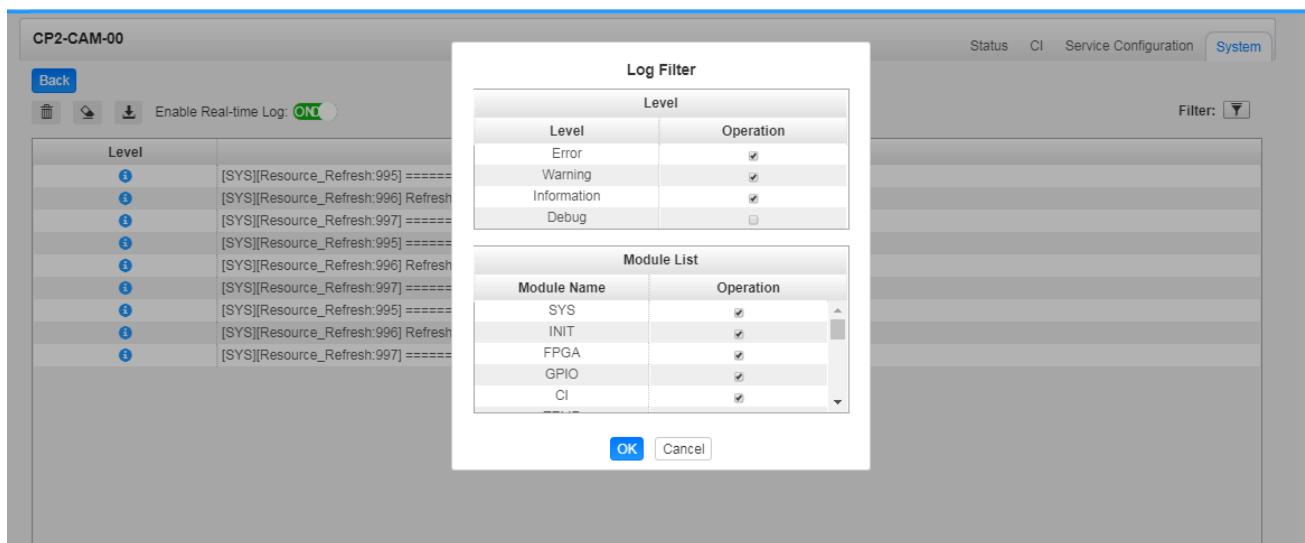 CP2-CAM-00
Status CI Service Configuration System
Back
Enable Real-time Log: ON
Filter:
Level
[SYS][Resource_Refresh:995] ======
[SYS][Resource_Refresh:996] Refresh
[SYS][Resource_Refresh:997] ======
[SYS][Resource_Refresh:995] ======
[SYS][Resource_Refresh:996] Refresh
[SYS][Resource_Refresh:997] ======
[SYS][Resource_Refresh:995] ======
[SYS][Resource_Refresh:996] Refresh
[SYS][Resource_Refresh:997] ======
Log Filter
Level
Level Operation
Error
Warning
Information
Debug
Module List
Module Name Operation
SYS
INIT
FPGA
GPIO
CI
OK Cancel